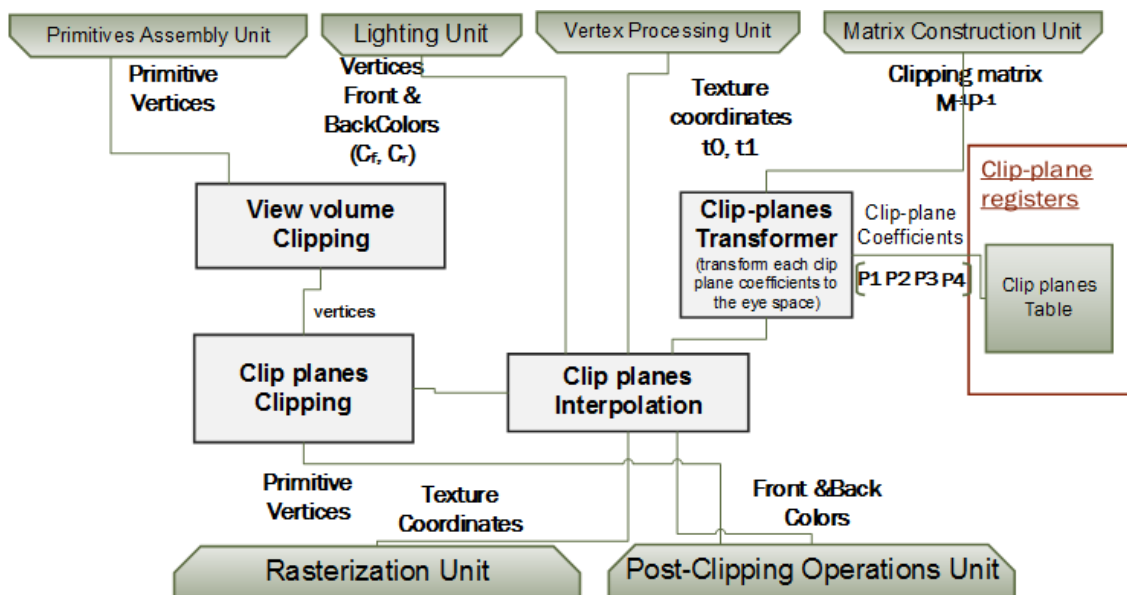 Primitives Assembly Unit
Lighting Unit
Vertex Processing Unit
Matrix Construction Unit
Primitive
Vertices
Vertices
Front &
BackColors
(Cf, Cr)
Texture
coordinates
t0, t1
Clipping matrix
M⁻¹P⁻¹
Clip-plane
registers
View volume
Clipping
Clip-planes
Transformer
(transform each clip
plane coefficients to
the eye space)
Clip-plane
Coefficients
[P1 P2 P3 P4]
Clip planes
Table
vertices
Clip planes
Clipping
Clip planes
Interpolation
Primitive
Vertices
Texture
Coordinates
Front &Back
Colors
Rasterization Unit
Post-Clipping Operations Unit